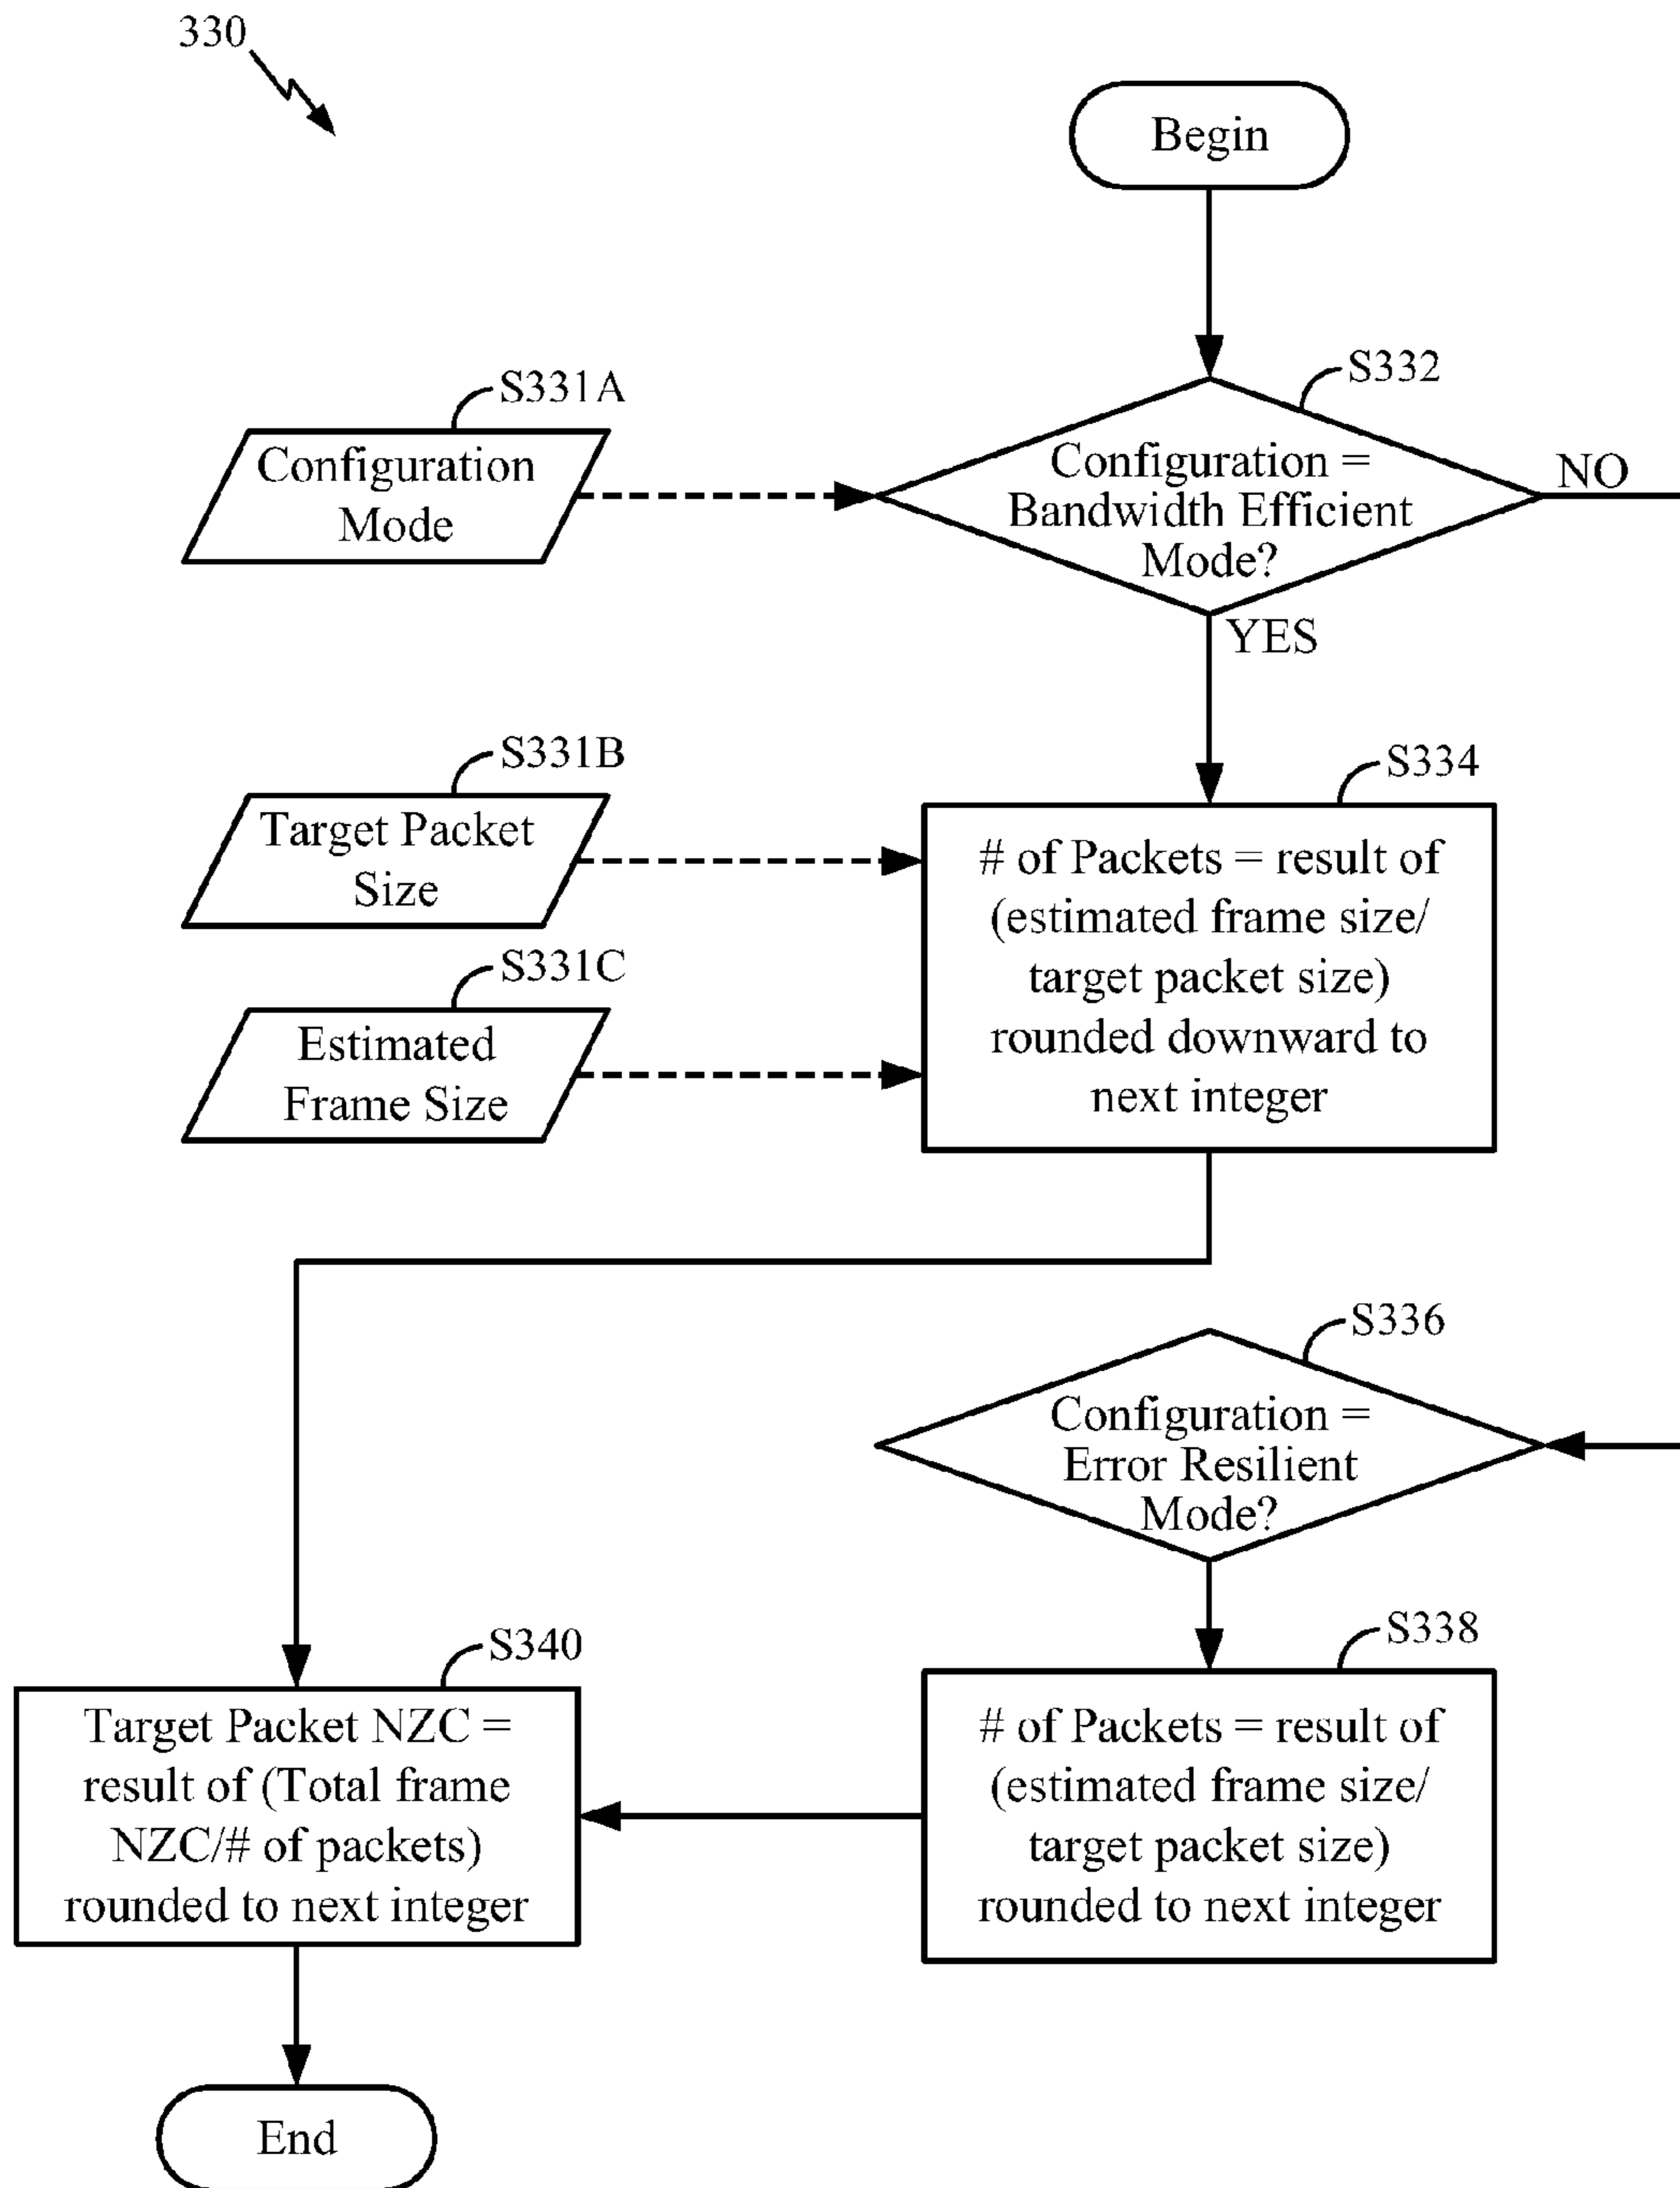 330
Begin
S331A
Configuration
Mode
S332
Configuration =
Bandwidth Efficient
Mode?
NO
YES
S331B
Target Packet
Size
S331C
Estimated
Frame Size
S334
# of Packets = result of
(estimated frame size/
target packet size)
rounded downward to
next integer
S336
Configuration =
Error Resilient
Mode?
S338
# of Packets = result of
(estimated frame size/
target packet size)
rounded to next integer
S340
Target Packet NZC =
result of (Total frame
NZC/# of packets)
rounded to next integer
End